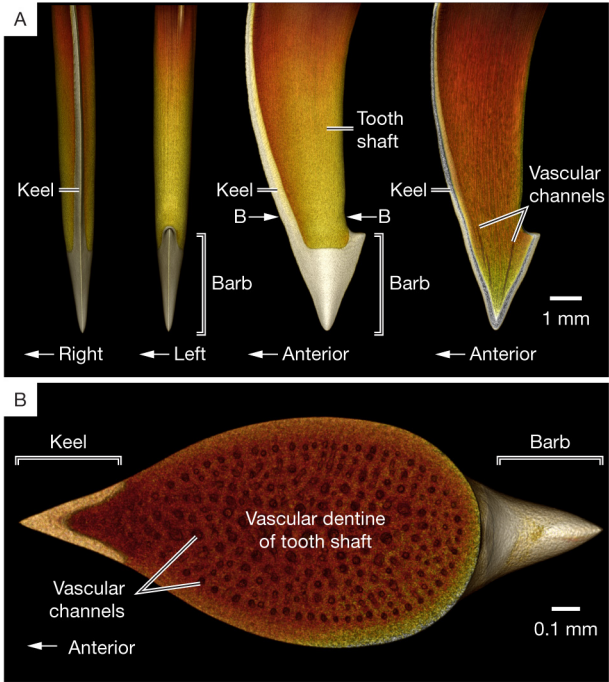 A
Keel
Tooth
shaft
Keel
B
B
Keel
Vascular
channels
Barb
Barb
1 mm
Right
Left
Anterior
Anterior
B
Keel
Barb
Vascular dentine
of tooth shaft
Vascular
channels
0.1 mm
Anterior